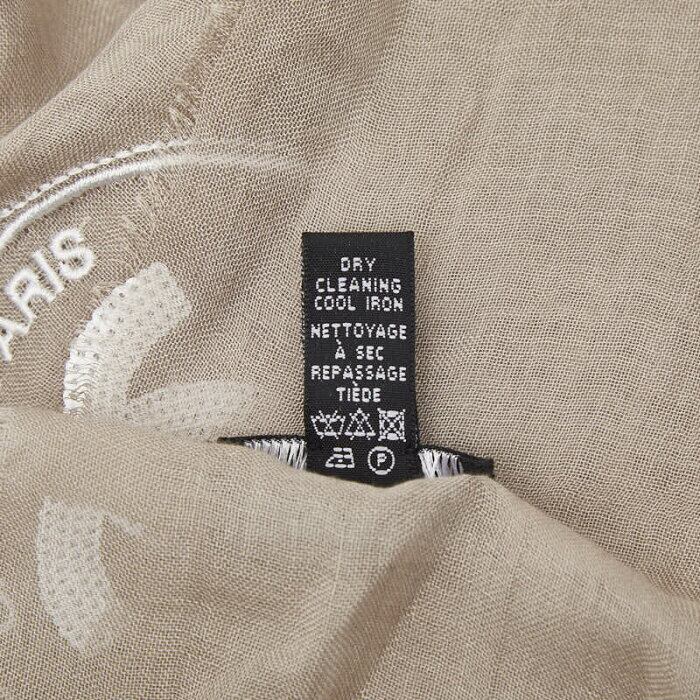 ARIS
DRY
CLEANING
COOL IRON
NETTOYAGE
À SEC
REPASSAGE
TIÈDE
P